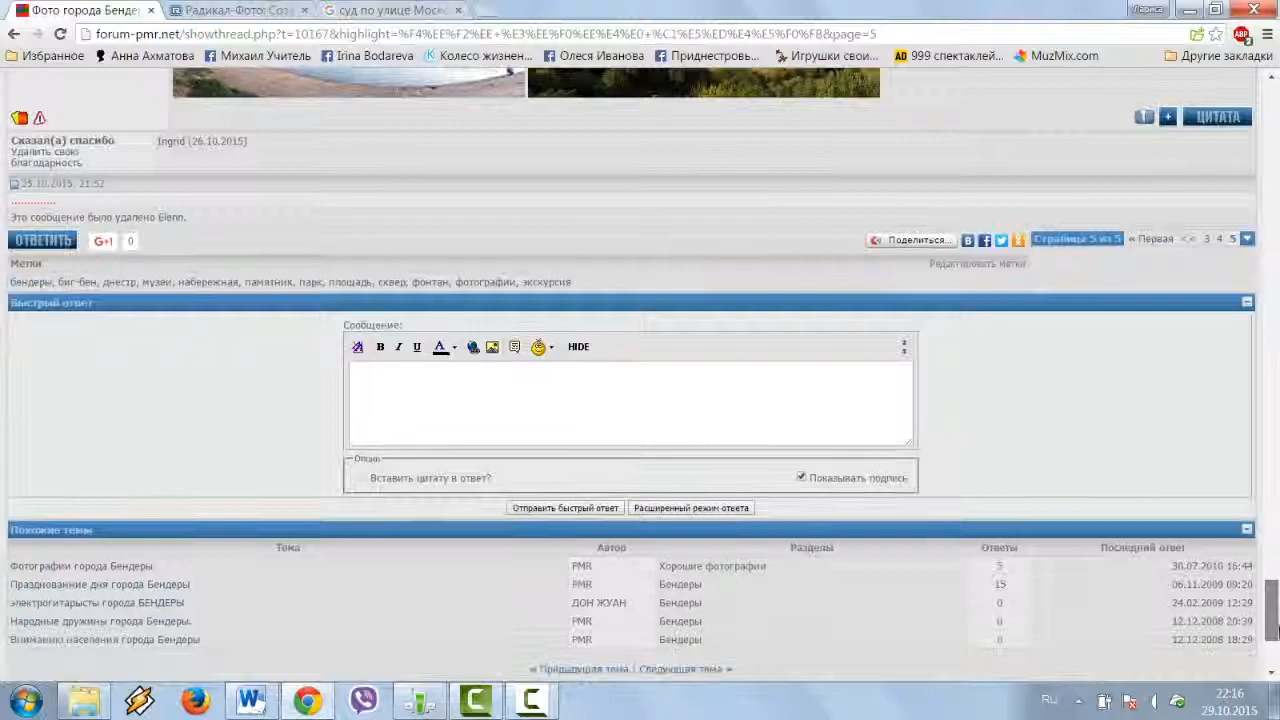 Фото города Бендер
Радикал-Фото: Соз
суд по улице Моск
Лариса
forum-pmr.net/showthread.php?t=10167&highlight=%F4%EE%F2%EE+%E3%EE%F0%EE%E4%E0+%C1%E5%ED%E4%E5%F0%FB&page=5
Избранное
Анна Ахматова
Михаил Учитель
Irina Bodareva
Колесо жизнен...
Олеся Иванова
Приднестровь...
Игрушки свои...
999 спектаклей...
MuzMix.com
Другие закладки
ЦИТАТА
Сказал(а) спасибо
Ingrid (26.10.2015)
Удалить свою
благодарность
25.10.2015, 21:52
..............
Это сообщение было удалено Elenn.
ОТВЕТИТЬ
G+1 0
Поделиться...
Страница 5 из 5
« Первая << 3 4 5
Метки
Редактировать метки
бендеры, биг-бен, днестр, музеи, набережная, памятник, парк, площадь, сквер, фонтан, фотографии, экскурсия
Быстрый ответ
Сообщение:
B I U A HIDE
Опции
Вставить цитату в ответ?
Показывать подпись
Отправить быстрый ответ
Расширенный режим ответа
Похожие темы
Тема Автор Разделы Ответы Последний ответ
Фотографии города Бендеры PMR Хорошие фотографии 5 30.07.2010 16:44
Празднованние дня города Бендеры PMR Бендеры 15 06.11.2009 09:20
электрогитарысты города БЕНДЕРЫ ДОН ЖУАН Бендеры 0 24.02.2009 12:29
Народные дружины города Бендеры. PMR Бендеры 0 12.12.2008 20:39
Вниманию населения города Бендеры PMR Бендеры 0 12.12.2008 18:29
« Предыдущая тема | Следующая тема »
RU
22:16
29.10.2015